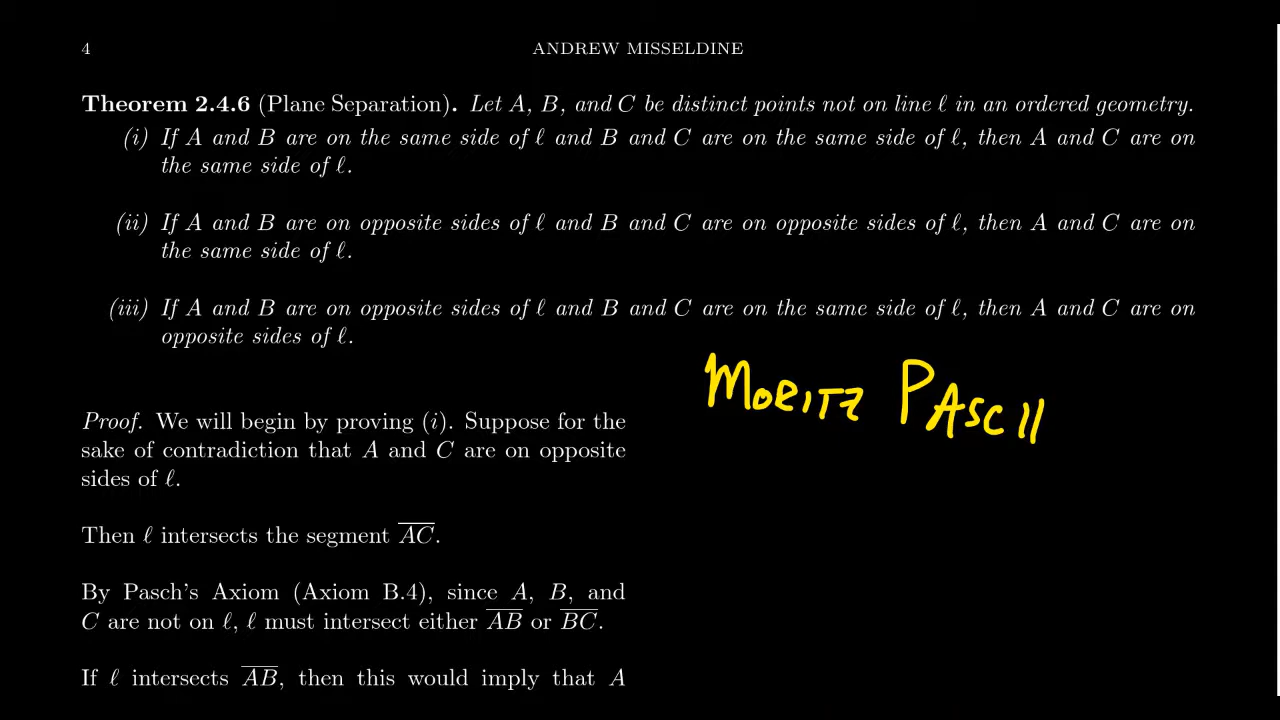 4
ANDREW MISSELDINE
Theorem 2.4.6 (Plane Separation). Let A, B, and C be distinct points not on line ℓ in an ordered geometry.
(i) If A and B are on the same side of ℓ and B and C are on the same side of ℓ, then A and C are on
the same side of ℓ.
(ii) If A and B are on opposite sides of ℓ and B and C are on opposite sides of ℓ, then A and C are on
the same side of ℓ.
(iii) If A and B are on opposite sides of ℓ and B and C are on the same side of ℓ, then A and C are on
opposite sides of ℓ.
MORITZ PASCH
Proof. We will begin by proving (i). Suppose for the
sake of contradiction that A and C are on opposite
sides of ℓ.
Then ℓ intersects the segment A̅C̅.
By Pasch's Axiom (Axiom B.4), since A, B, and
C are not on ℓ, ℓ must intersect either A̅B̅ or B̅C̅.
If ℓ intersects A̅B̅, then this would imply that A